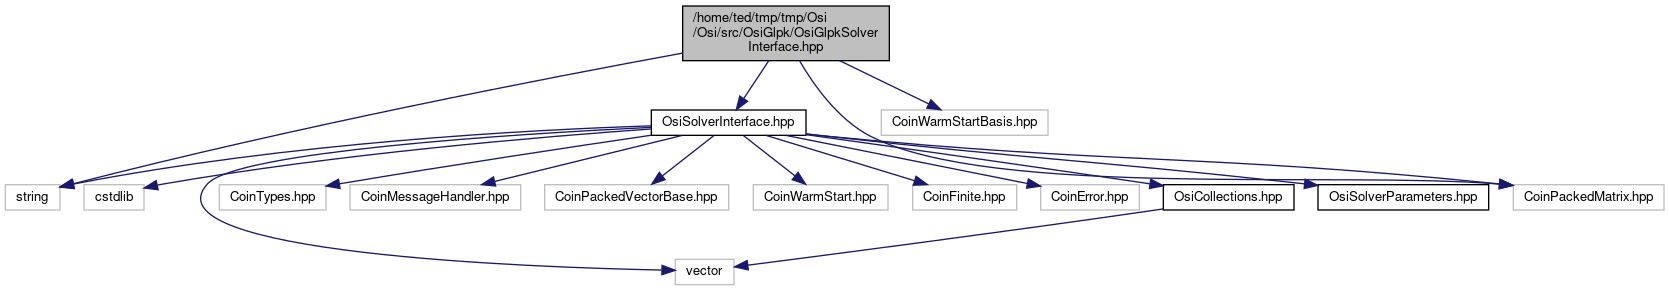 /home/ted/tmp/tmp/Osi
/Osi/src/OsiGlpk/OsiGlpkSolver
Interface.hpp
OsiSolverInterface.hpp
CoinWarmStartBasis.hpp
string
cstdlib
CoinTypes.hpp
CoinMessageHandler.hpp
CoinPackedVectorBase.hpp
CoinWarmStart.hpp
CoinFinite.hpp
CoinError.hpp
OsiCollections.hpp
OsiSolverParameters.hpp
CoinPackedMatrix.hpp
vector